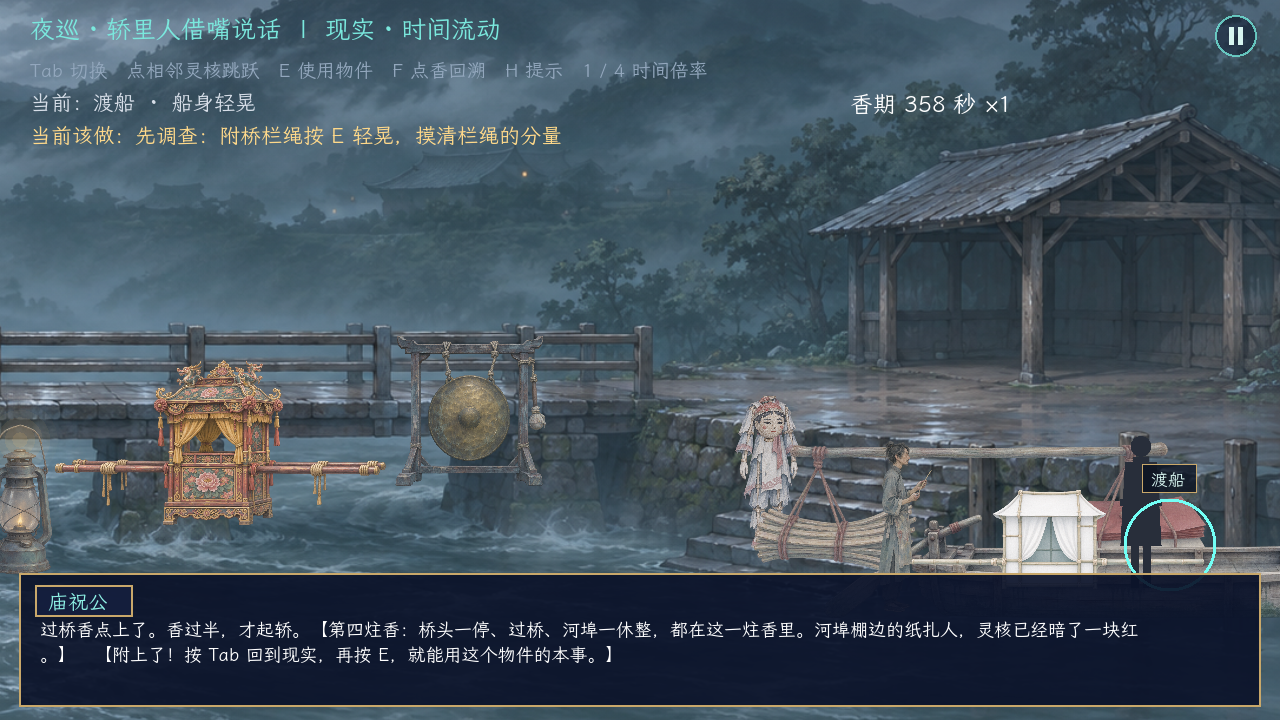 夜巡·轿里人借嘴说话 | 现实·时间流动
Tab 切换 点相邻灵核跳跃 E 使用物件 F 点香回溯 H 提示 1 / 4 时间倍率
当前：渡船 · 船身轻晃
香期 358 秒 ×1
当前该做：先调查：附桥栏绳按 E 轻晃，摸清栏绳的分量
渡船
庙祝公
过桥香点上了。香过半，才起轿。【第四炷香：桥头一停、过桥、河埠一休整，都在这一炷香里。河埠棚边的纸扎人，灵核已经暗了一块红
。】 【附上了！按 Tab 回到现实，再按 E，就能用这个物件的本事。】